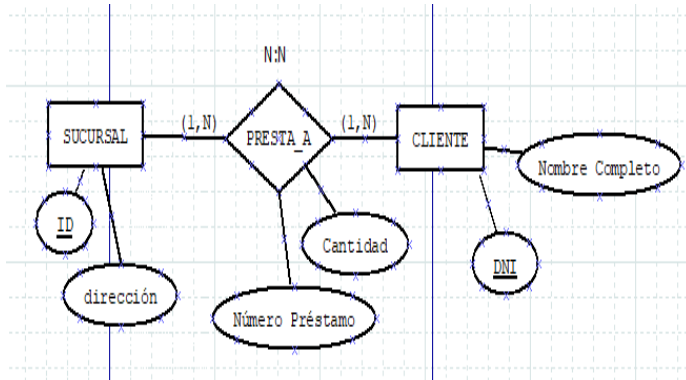 N:N
(1,N)
(1,N)
SUCURSAL
PRESTA_A
CLIENTE
Nombre Completo
ID
Cantidad
DNI
dirección
Número Préstamo